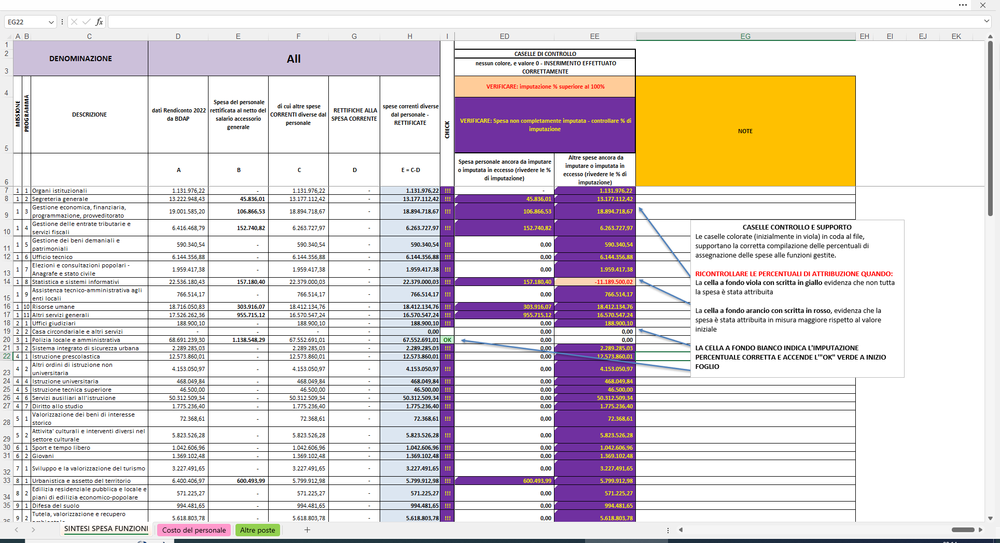 EG22
fx
A B C D E F G H I ED EE EG EH EI EJ EK
1
2
3
4
5
6
DENOMINAZIONE
All
CASELLE DI CONTROLLO
nessun colore, e valore 0 - INSERIMENTO EFFETTUATO
CORRETTAMENTE
VERIFICARE: imputazione % superiore al 100%
VERIFICARE: Spesa non completamente imputata - controllare % di
imputazione
NOTE
MISSIONE
PROGRAMMA
DESCRIZIONE
dati Rendiconto 2022
da BDAP
Spesa del personale
rettificata al netto del
salario accessorio
generale
di cui altre spese
CORRENTI diverse dal
personale
RETTIFICHE ALLA
SPESA CORRENTE
spese correnti diverse
dal personale -
RETTIFICATE
CHECK
A B C D E = C-D
Spesa personale ancora da imputare
o imputata in eccesso (rivedere le %
di imputazione)
Altre spese ancora da
imputare o imputata in
eccesso (rivedere le % di
imputazione)
7 1 1 Organi istituzionali 1.131.976,22 - 1.131.976,22 - 1.131.976,22 !!! - 1.131.976,22
8 1 2 Segreteria generale 13.222.948,43 45.836,01 13.177.112,42 - 13.177.112,42 !!! 45.836,01 13.177.112,42
9 1 3 Gestione economica, finanziaria,
programmazione, provveditorato 19.001.585,20 106.866,53 18.894.718,67 - 18.894.718,67 !!! 106.866,53 18.894.718,67
10 1 4 Gestione delle entrate tributarie e
servizi fiscali 6.416.468,79 152.740,82 6.263.727,97 - 6.263.727,97 !!! 152.740,82 6.263.727,97
11 1 5 Gestione dei beni demaniali e
patrimoniali 590.340,54 - 590.340,54 - 590.340,54 !!! 0,00 590.340,54
12 1 6 Ufficio tecnico 6.144.356,88 - 6.144.356,88 - 6.144.356,88 !!! 0,00 6.144.356,88
13 1 7 Elezioni e consultazioni popolari -
Anagrafe e stato civile 1.959.417,38 - 1.959.417,38 - 1.959.417,38 !!! 0,00 1.959.417,38
14 1 8 Statistica e sistemi informativi 22.536.180,43 157.180,40 22.379.000,03 - 22.379.000,03 !!! 157.180,40 -11.189.500,02
15 1 9 Assistenza tecnico-amministrativa agli
enti locali 766.514,17 - 766.514,17 - 766.514,17 !!! 0,00 766.514,17
16 1 10 Risorse umane 18.716.050,83 303.916,07 18.412.134,76 - 18.412.134,76 !!! 303.916,07 18.412.134,76
17 1 11 Altri servizi generali 17.526.262,36 955.715,12 16.570.547,24 - 16.570.547,24 !!! 955.715,12 16.570.547,24
18 2 1 Uffici giudiziari 188.900,10 - 188.900,10 - 188.900,10 !!! 0,00 188.900,10
19 2 2 Casa circondariale e altri servizi - - - - 0,00 0,00 0,00
20 3 1 Polizia locale e amministrativa 68.691.239,30 1.138.548,29 67.552.691,01 - 67.552.691,01 OK 0,00 0,00
21 3 2 Sistema integrato di sicurezza urbana 2.289.285,03 - 2.289.285,03 - 2.289.285,03 !!! 0,00 2.289.285,03
22 4 1 Istruzione prescolastica 12.573.860,01 - 12.573.860,01 - 12.573.860,01 !!! 0,00 12.573.860,01
23 4 2 Altri ordini di istruzione non
universitaria 4.153.050,97 - 4.153.050,97 - 4.153.050,97 !!! 0,00 4.153.050,97
24 4 4 Istruzione universitaria 468.049,84 - 468.049,84 - 468.049,84 !!! 0,00 468.049,84
25 4 5 Istruzione tecnica superiore 46.500,00 - 46.500,00 - 46.500,00 !!! 0,00 46.500,00
26 4 6 Servizi ausiliari all'istruzione 50.312.509,34 - 50.312.509,34 - 50.312.509,34 !!! 0,00 50.312.509,34
27 4 7 Diritto allo studio 1.775.236,40 - 1.775.236,40 - 1.775.236,40 !!! 0,00 1.775.236,40
28 5 1 Valorizzazione dei beni di interesse
storico 72.368,61 - 72.368,61 - 72.368,61 !!! 0,00 72.368,61
29 5 2 Attivita' culturali e interventi diversi nel
settore culturale 5.823.526,28 - 5.823.526,28 - 5.823.526,28 !!! 0,00 5.823.526,28
30 6 1 Sport e tempo libero 1.042.606,96 - 1.042.606,96 - 1.042.606,96 !!! 0,00 1.042.606,96
31 6 2 Giovani 1.369.102,48 - 1.369.102,48 - 1.369.102,48 !!! 0,00 1.369.102,48
32 7 1 Sviluppo e la valorizzazione del turismo 3.227.491,65 - 3.227.491,65 - 3.227.491,65 !!! 0,00 3.227.491,65
33 8 1 Urbanistica e assetto del territorio 6.400.406,97 600.493,99 5.799.912,98 - 5.799.912,98 !!! 600.493,99 5.799.912,98
34 8 2 Edilizia residenziale pubblica e locale e
piani di edilizia economico-popolare 571.225,27 - 571.225,27 - 571.225,27 !!! 0,00 571.225,27
35 9 1 Difesa del suolo 994.481,65 - 994.481,65 - 994.481,65 !!! 0,00 994.481,65
9 2 Tutela, valorizzazione e recupero
5.618.803,78 - 5.618.803,78 - 5.618.803,78 !!! 0,00 5.618.803,78
CASELLE CONTROLLO E SUPPORTO
Le caselle colorate (inizialmente in viola) in coda al file,
supportano la corretta compilazione delle percentuali di
assegnazione delle spese alle funzioni gestite.
RICONTROLLARE LE PERCENTUALI DI ATTRIBUZIONE QUANDO:
La cella a fondo viola con scritta in giallo evidenza che non tutta
la spesa è stata attribuita
La cella a fondo arancio con scritta in rosso, evidenza che la
spesa è stata attribuita in misura maggiore rispetto al valore
iniziale
LA CELLA A FONDO BIANCO INDICA L'IMPUTAZIONE
PERCENTUALE CORRETTA E ACCENDE L'"OK" VERDE A INIZIO
FOGLIO
SINTESI SPESA FUNZIONI Costo del personale Altre poste